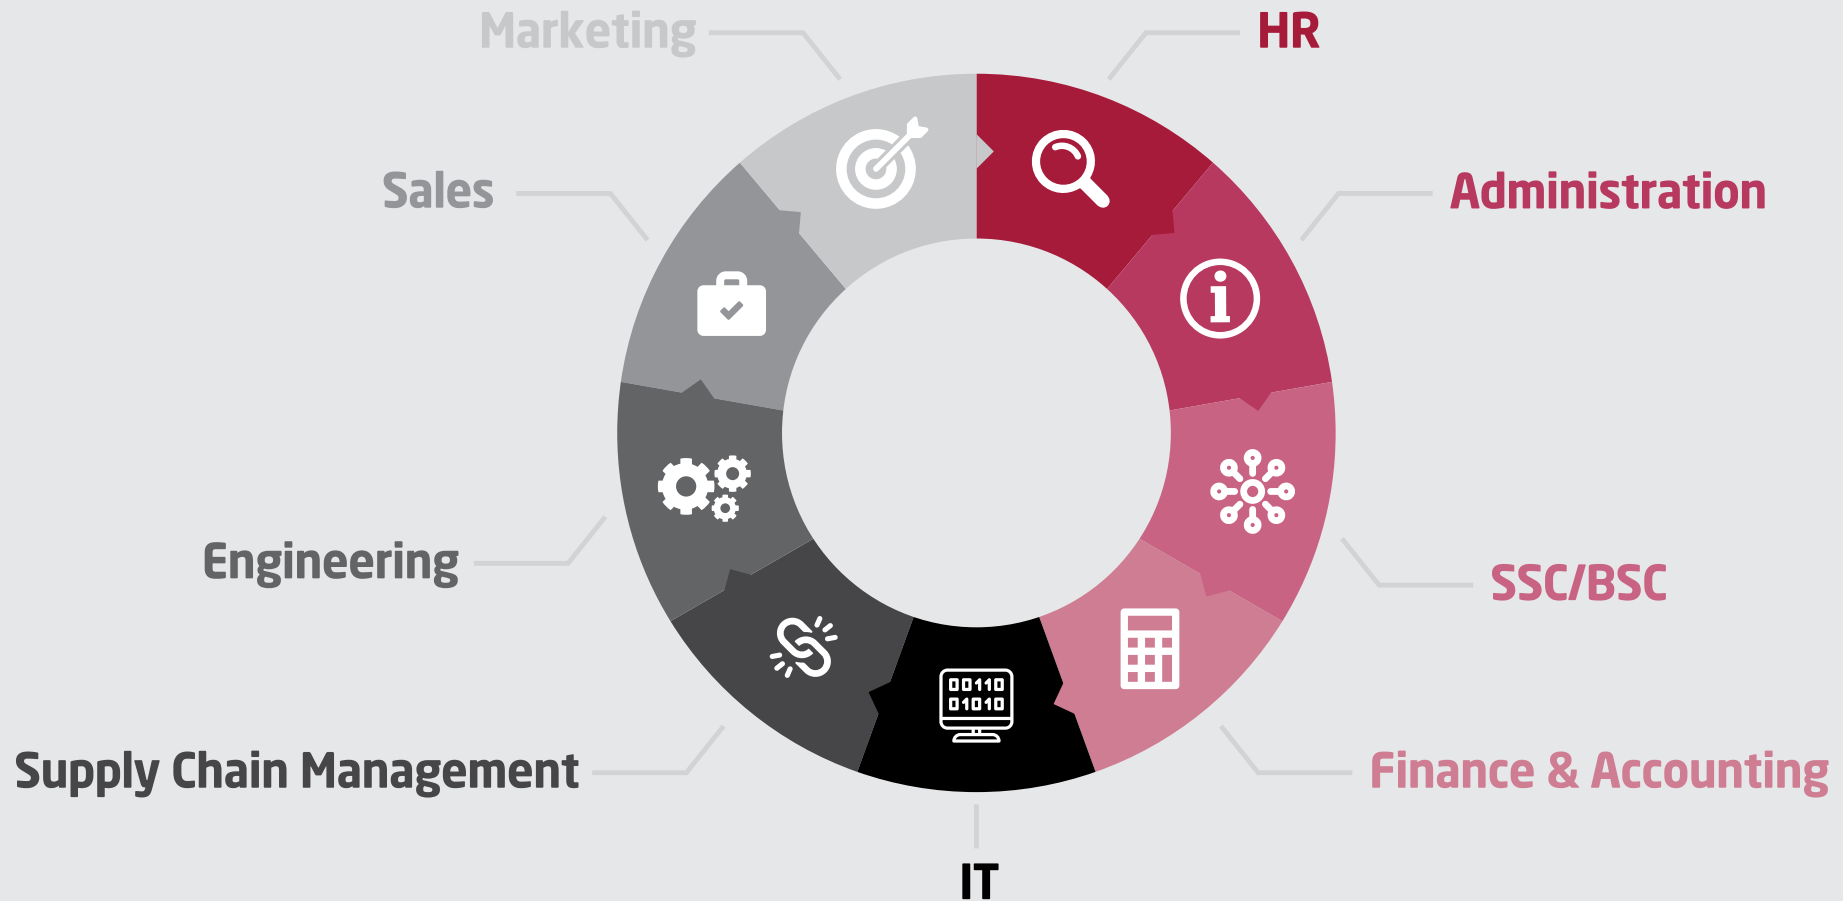 Marketing
HR
Sales
Administration
Engineering
SSC/BSC
Supply Chain Management
Finance & Accounting
00110
01010
IT